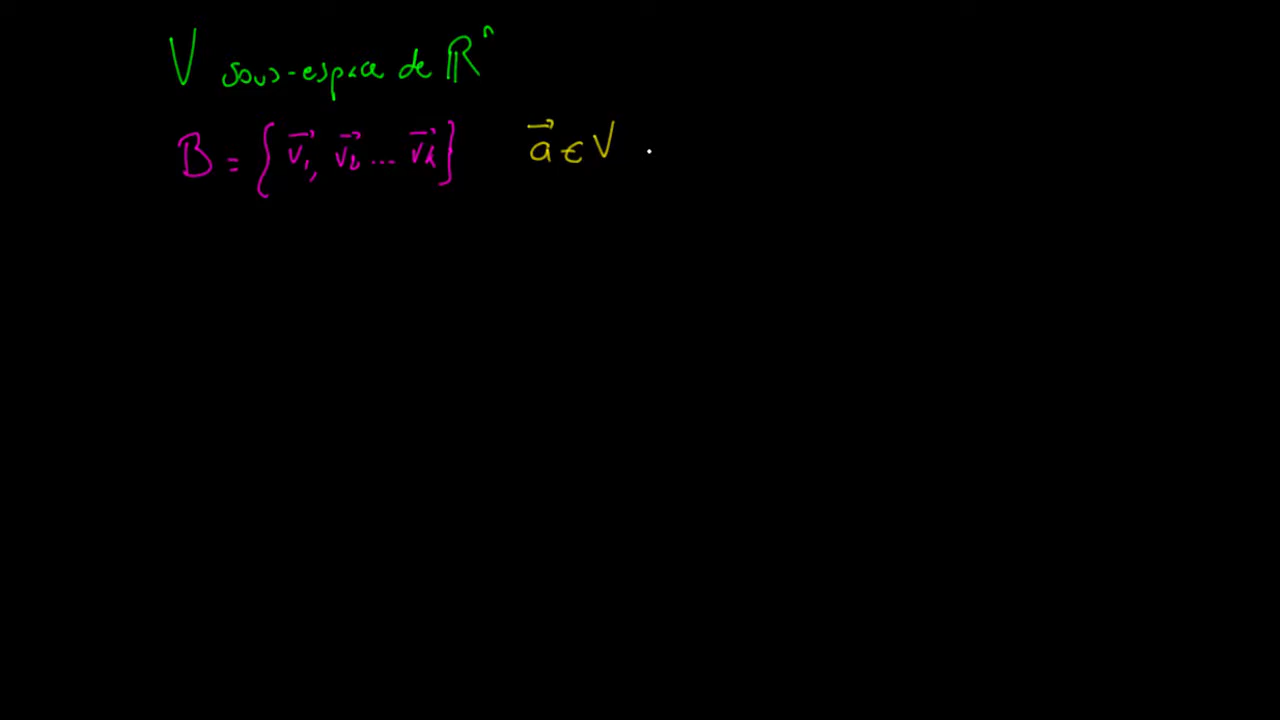 V sous-espace de ℝⁿ
B = { v⃗₁, v⃗₂ ... v⃗ₖ } a⃗ ∈ V